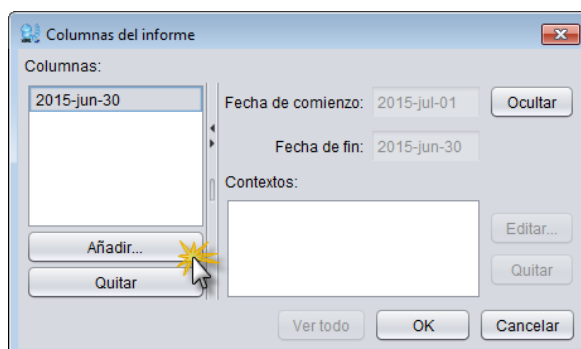 Columnas del informe
Columnas:
2015-jun-30
Fecha de comienzo: 2015-jul-01 Ocultar
Fecha de fin: 2015-jun-30
Contextos:
Añadir...
Editar...
Quitar
Quitar
Ver todo OK Cancelar